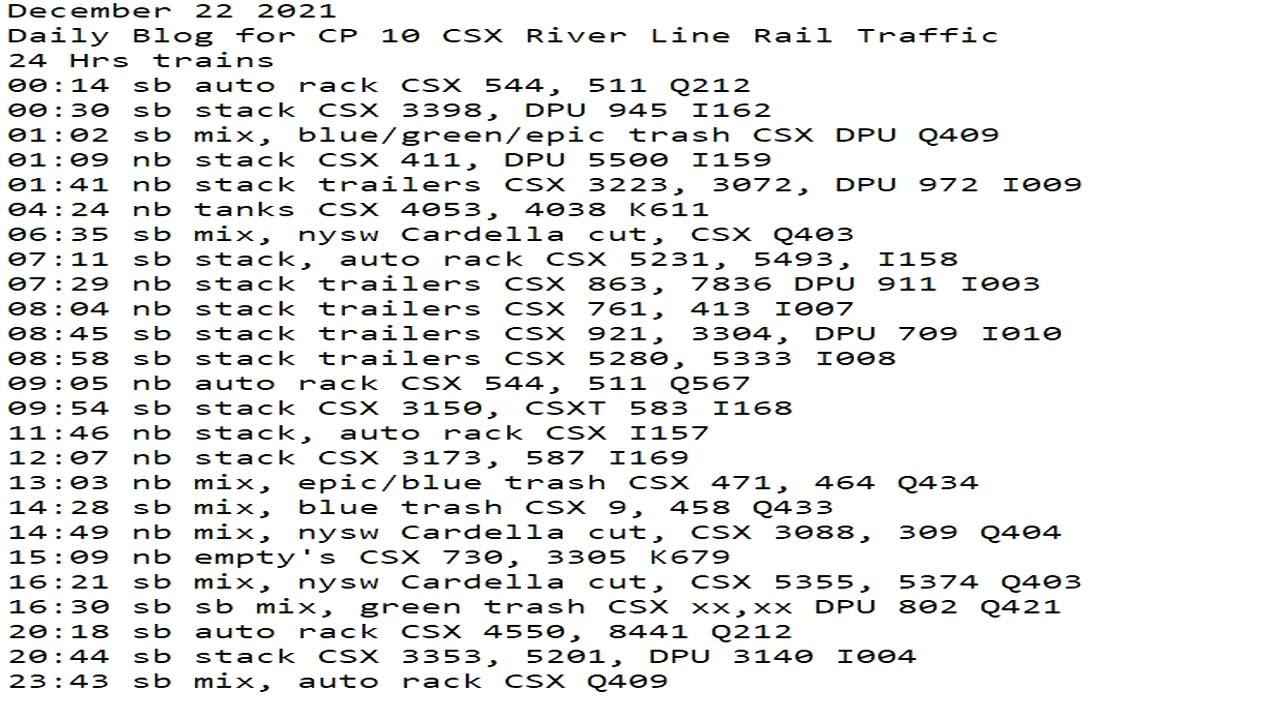 December 22 2021
Daily Blog for CP 10 CSX River Line Rail Traffic
24 Hrs trains
00:14 sb auto rack CSX 544, 511 Q212
00:30 sb stack CSX 3398, DPU 945 I162
01:02 sb mix, blue/green/epic trash CSX DPU Q409
01:09 nb stack CSX 411, DPU 5500 I159
01:41 nb stack trailers CSX 3223, 3072, DPU 972 I009
04:24 nb tanks CSX 4053, 4038 K611
06:35 sb mix, nysw Cardella cut, CSX Q403
07:11 sb stack, auto rack CSX 5231, 5493, I158
07:29 nb stack trailers CSX 863, 7836 DPU 911 I003
08:04 nb stack trailers CSX 761, 413 I007
08:45 sb stack trailers CSX 921, 3304, DPU 709 I010
08:58 sb stack trailers CSX 5280, 5333 I008
09:05 nb auto rack CSX 544, 511 Q567
09:54 sb stack CSX 3150, CSXT 583 I168
11:46 nb stack, auto rack CSX I157
12:07 nb stack CSX 3173, 587 I169
13:03 nb mix, epic/blue trash CSX 471, 464 Q434
14:28 sb mix, blue trash CSX 9, 458 Q433
14:49 nb mix, nysw Cardella cut, CSX 3088, 309 Q404
15:09 nb empty's CSX 730, 3305 K679
16:21 sb mix, nysw Cardella cut, CSX 5355, 5374 Q403
16:30 sb sb mix, green trash CSX xx,xx DPU 802 Q421
20:18 sb auto rack CSX 4550, 8441 Q212
20:44 sb stack CSX 3353, 5201, DPU 3140 I004
23:43 sb mix, auto rack CSX Q409